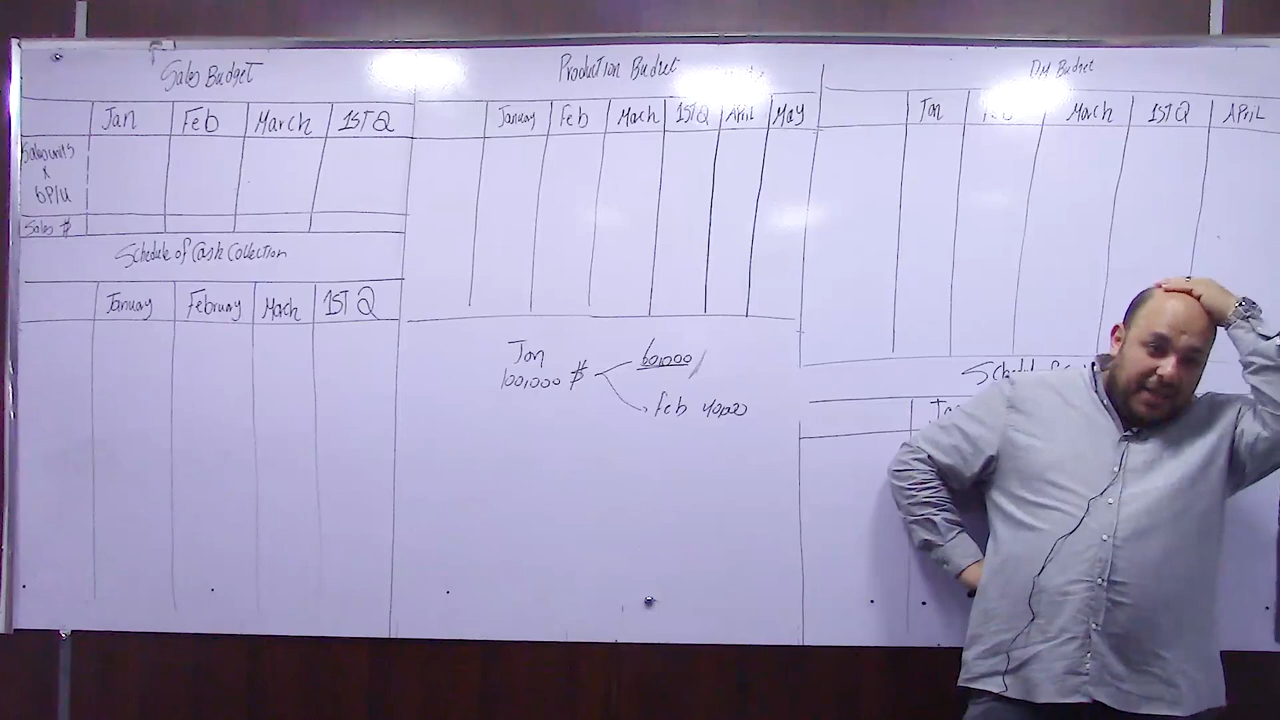 Sales Budget
Jan Feb March 1ST Q
Sales units
x
SP/U
Sales $
Schedule of Cash Collection
January February March 1ST Q
Production Budget
January Feb March 1ST Q April May
Jan
100,000 $
60,000
Feb 40,000
DM Budget
Jan March 1ST Q APRIL